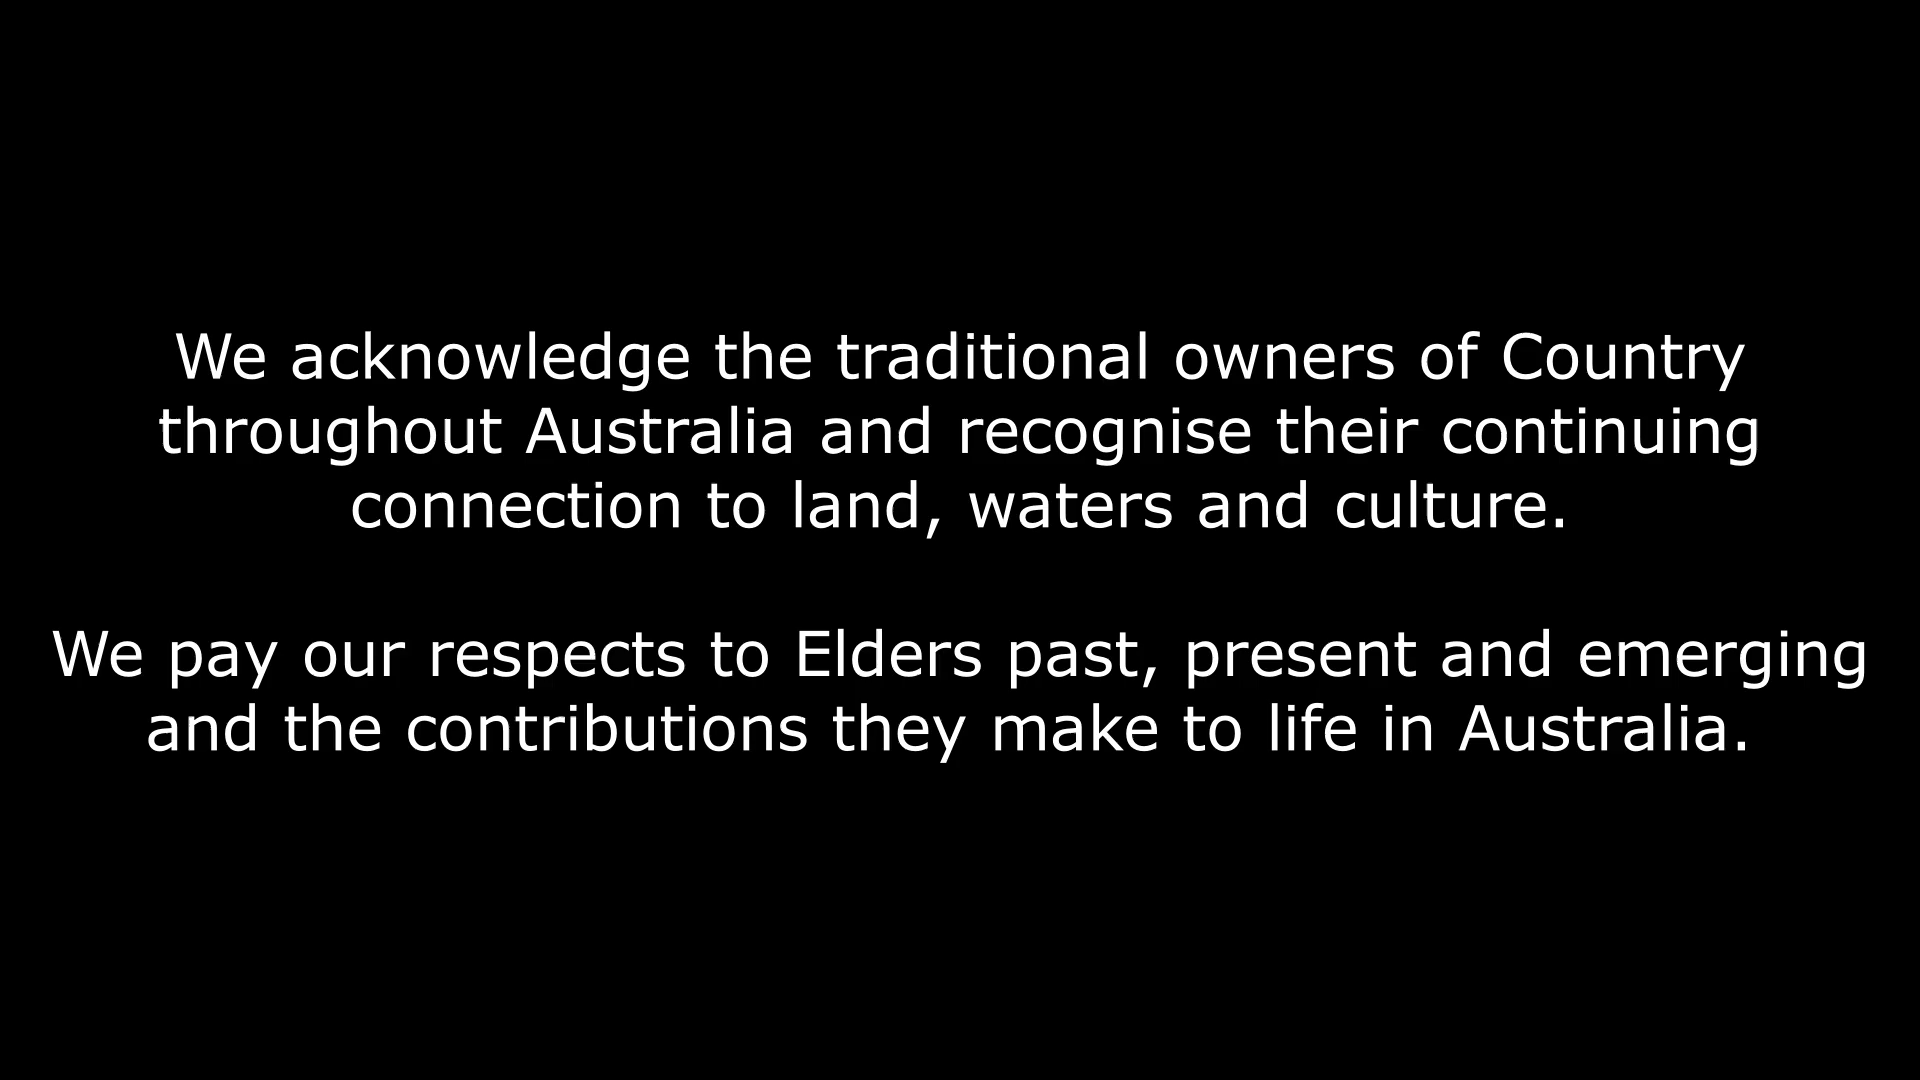 We acknowledge the traditional owners of Country
throughout Australia and recognise their continuing
connection to land, waters and culture.
We pay our respects to Elders past, present and emerging
and the contributions they make to life in Australia.